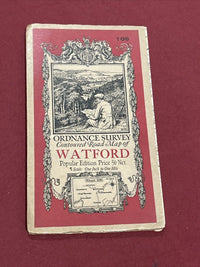 106
ORDNANCE SURVEY
Contoured Road Map of
WATFORD
Popular Edition Price 2/6 Net
Scale: One Inch to One Mile